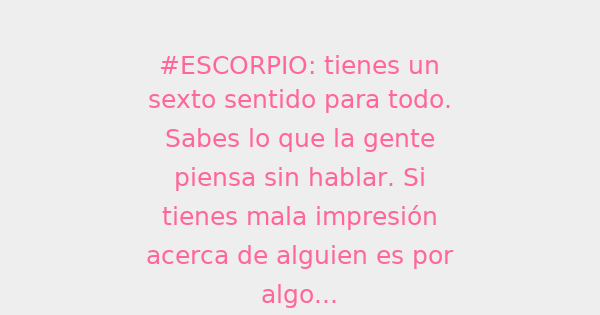 #ESCORPIO: tienes un
sexto sentido para todo.
Sabes lo que la gente
piensa sin hablar. Si
tienes mala impresión
acerca de alguien es por
algo...